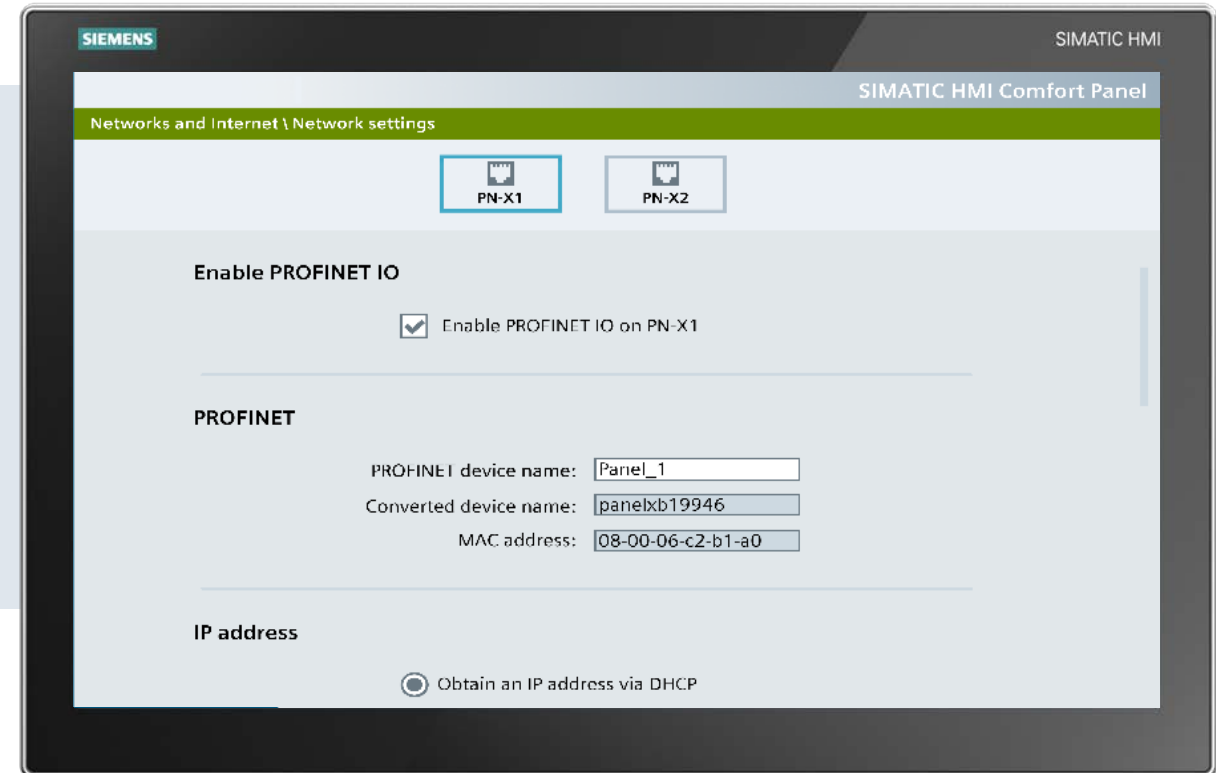 SIEMENS
SIMATIC HMI
SIMATIC HMI Comfort Panel
Networks and Internet \ Network settings
PN-X1
PN-X2
Enable PROFINET IO
Enable PROFINET IO on PN-X1
PROFINET
PROFINET device name: Panel_1
Converted device name: panelxb19946
MAC address: 08-00-06-c2-b1-a0
IP address
Obtain an IP address via DHCP